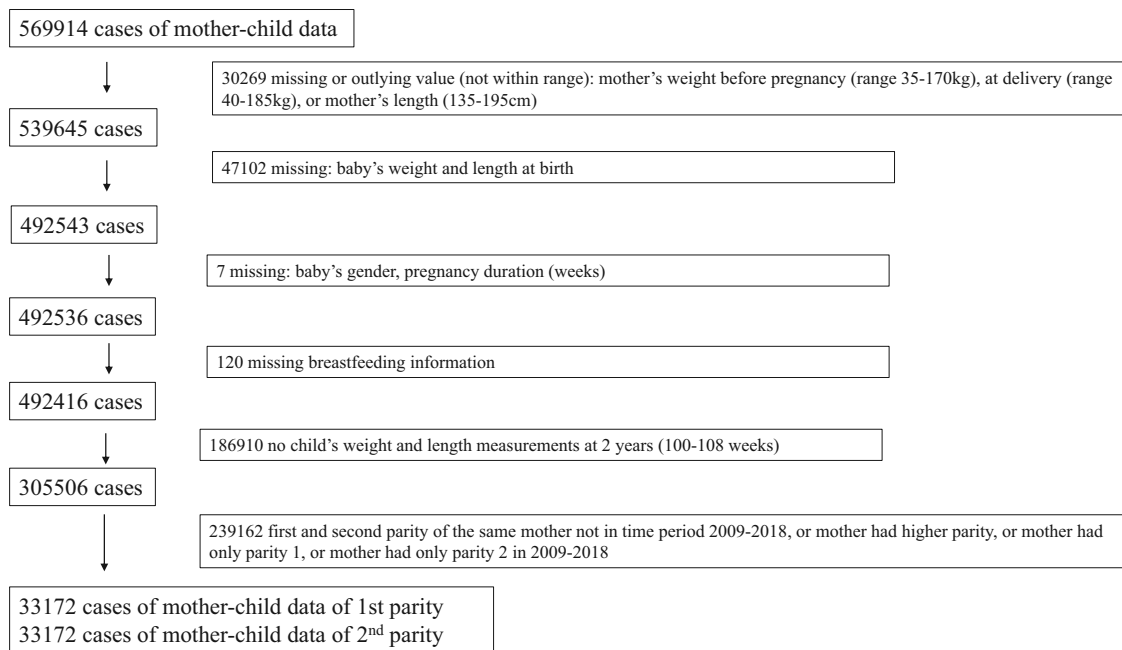 569914 cases of mother-child data
30269 missing or outlying value (not within range): mother's weight before pregnancy (range 35-170kg), at delivery (range
40-185kg), or mother's length (135-195cm)
539645 cases
47102 missing: baby's weight and length at birth
492543 cases
7 missing: baby's gender, pregnancy duration (weeks)
492536 cases
120 missing breastfeeding information
492416 cases
186910 no child's weight and length measurements at 2 years (100-108 weeks)
305506 cases
239162 first and second parity of the same mother not in time period 2009-2018, or mother had higher parity, or mother had
only parity 1, or mother had only parity 2 in 2009-2018
33172 cases of mother-child data of 1st parity
33172 cases of mother-child data of 2nd parity